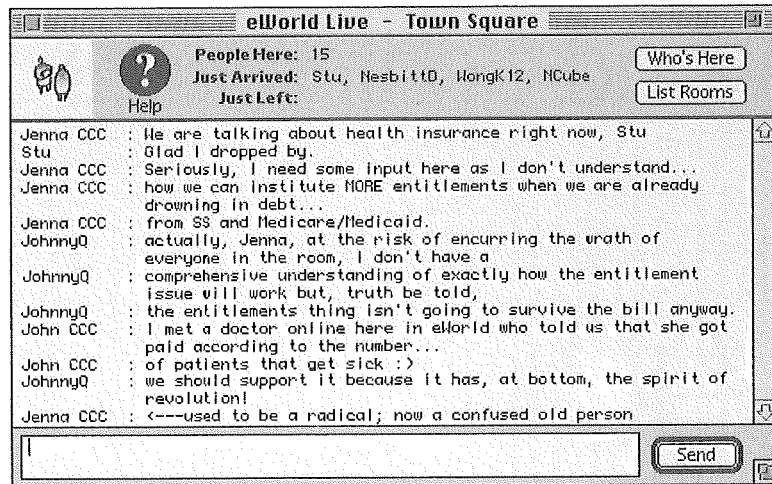 eWorld Live - Town Square
People Here: 15
Just Arrived: Stu, NesbittD, WongK12, NCube
Just Left:
Help
Who's Here
List Rooms
Jenna CCC : We are talking about health insurance right now, Stu
Stu : Glad I dropped by.
Jenna CCC : Seriously, I need some input here as I don't understand...
Jenna CCC : how we can institute MORE entitlements when we are already
drowning in debt...
Jenna CCC : from SS and Medicare/Medicaid.
JohnnyQ : actually, Jenna, at the risk of encurring the wrath of
everyone in the room, I don't have a
JohnnyQ : comprehensive understanding of exactly how the entitlement
issue will work but, truth be told,
JohnnyQ : the entitlements thing isn't going to survive the bill anyway.
John CCC : I met a doctor online here in eWorld who told us that she got
paid according to the number...
John CCC : of patients that get sick :)
JohnnyQ : we should support it because it has, at bottom, the spirit of
revolution!
Jenna CCC : <---used to be a radical; now a confused old person
Send